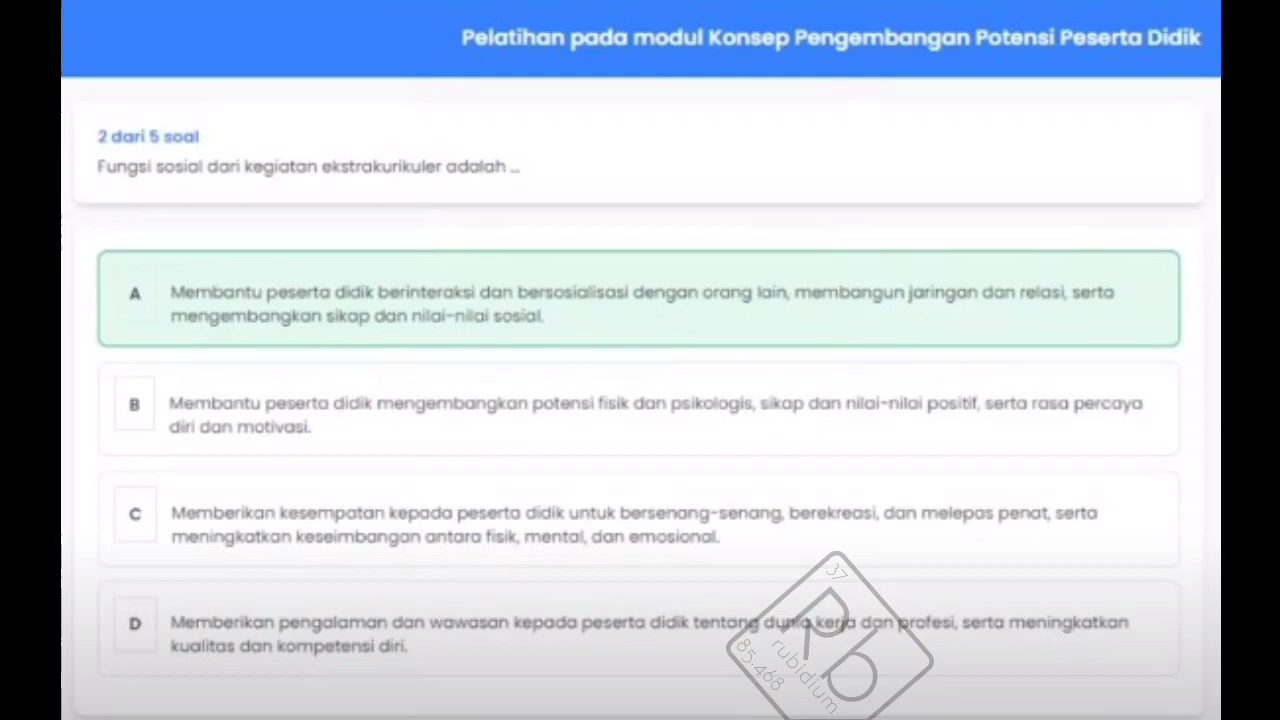 Pelatihan pada modul Konsep Pengembangan Potensi Peserta Didik
2 dari 5 soal
Fungsi sosial dari kegiatan ekstrakurikuler adalah ...
A
Membantu peserta didik berinteraksi dan bersosialisasi dengan orang lain, membangun jaringan dan relasi, serta
mengembangkan sikap dan nilai-nilai sosial.
B
Membantu peserta didik mengembangkan potensi fisik dan psikologis, sikap dan nilai-nilai positif, serta rasa percaya
diri dan motivasi.
C
Memberikan kesempatan kepada peserta didik untuk bersenang-senang, berekreasi, dan melepas penat, serta
meningkatkan keseimbangan antara fisik, mental, dan emosional.
D
Memberikan pengalaman dan wawasan kepada peserta didik tentang dunia kerja dan profesi, serta meningkatkan
kualitas dan kompetensi diri.
37
Rb
rubidium
85.468